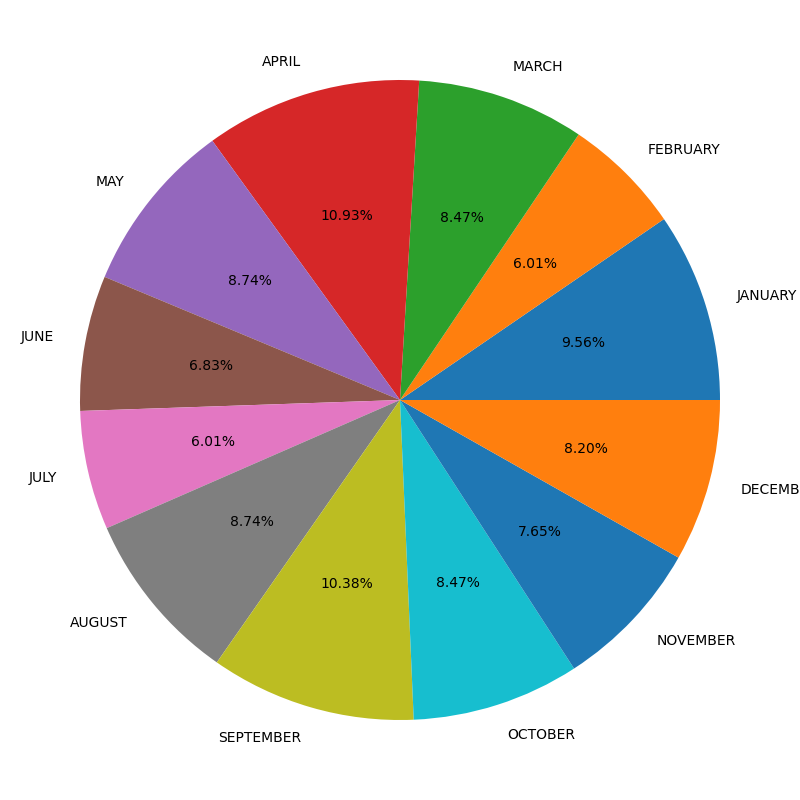 APRIL
MARCH
FEBRUARY
MAY
10.93%
8.47%
6.01%
8.74%
JANUARY
JUNE
9.56%
6.83%
6.01%
8.20%
JULY
DECEMB
8.74%
7.65%
10.38%
8.47%
AUGUST
NOVEMBER
SEPTEMBER
OCTOBER